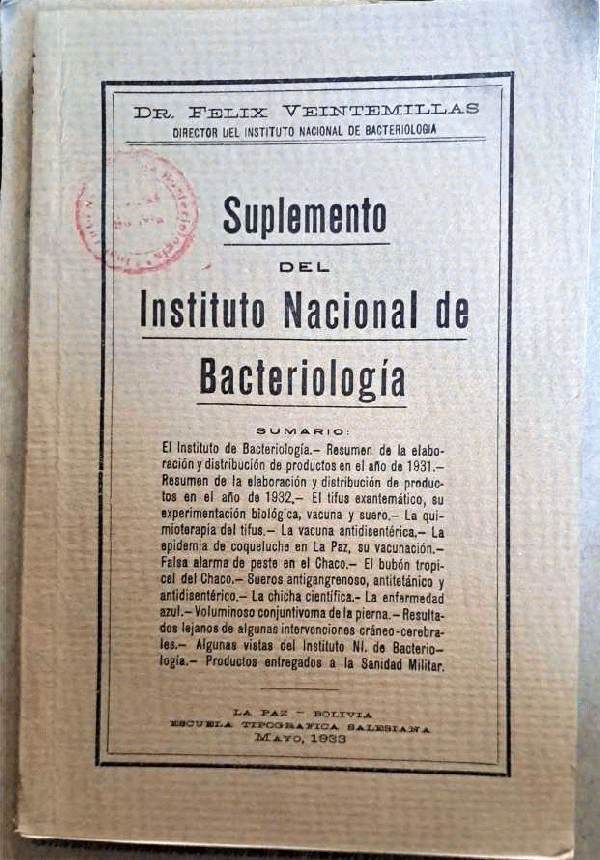 DR. FELIX VEINTEMILLAS
DIRECTOR DEL INSTITUTO NACIONAL DE BACTERIOLOGIA
Suplemento
DEL
Instituto Nacional de
Bacteriología
SUMARIO:
El Instituto de Bacteriología.— Resumen de la elabo-
ración y distribución de productos en el año de 1931.—
Resumen de la elaboración y distribución de produc-
tos en el año de 1932.— El tifus exantemático, su
experimentación biológica, vacuna y suero.— La qui-
mioterapia del tifus.— La vacuna antidisentérica.— La
epidemia de coqueluche en La Paz, su vacunación.—
Falsa alarma de peste en el Chaco.— El bubón tropi-
cal del Chaco.— Sueros antigangrenoso, antitetánico y
antidisentérico.— La chicha científica.- La enfermedad
azul.— Voluminoso conjuntivoma de la pierna.— Resulta-
dos lejanos de algunas intervenciones cráneo-cerebra-
les.— Algunas vistas del Instituto Nl. de Bacterio-
logía.— Productos entregados a la Sanidad Militar.
LA PAZ — BOLIVIA
ESCUELA TIPOGRAFICA SALESIANA
MAYO, 1933
Bacteriología